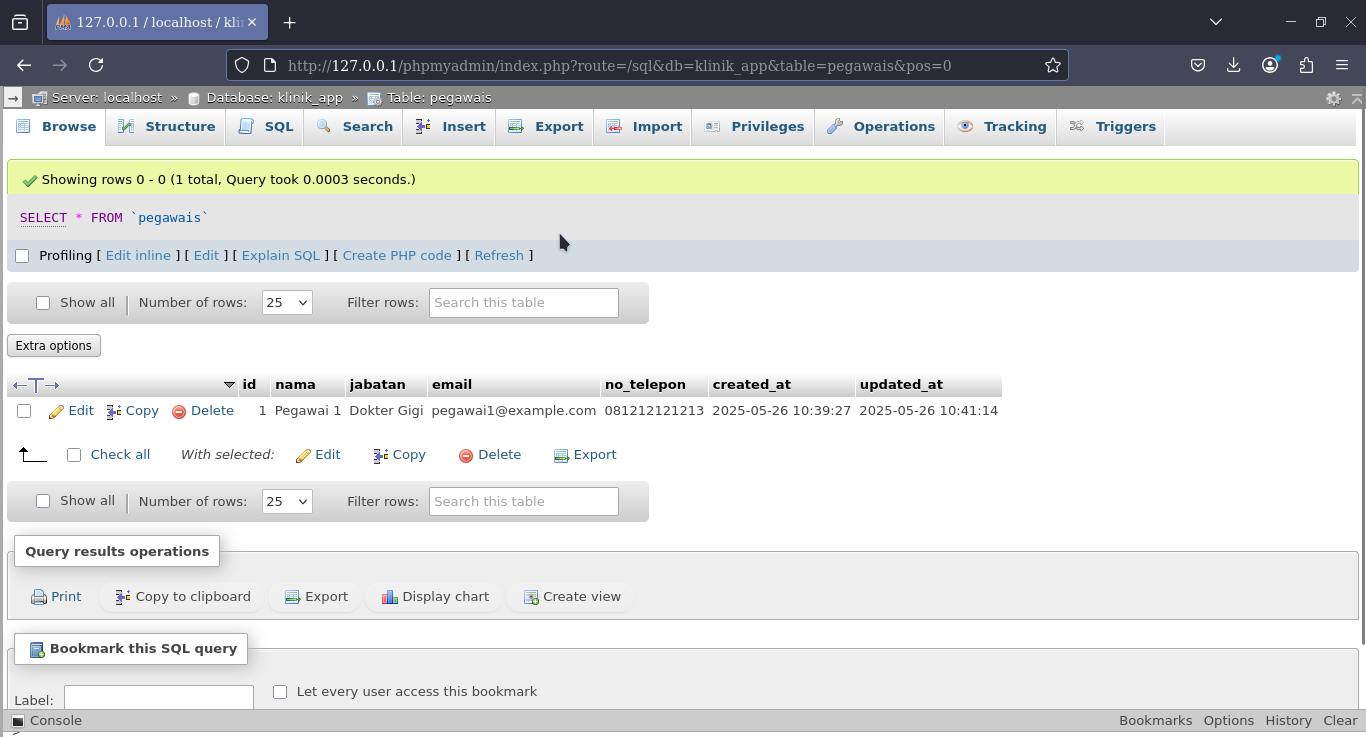 127.0.0.1 / localhost / kli
http://127.0.0.1/phpmyadmin/index.php?route=/sql&db=klinik_app&table=pegawais&pos=0
Server: localhost » Database: klinik_app » Table: pegawais
Browse Structure SQL Search Insert Export Import Privileges Operations Tracking Triggers
Showing rows 0 - 0 (1 total, Query took 0.0003 seconds.)
SELECT * FROM `pegawais`
Profiling [ Edit inline ] [ Edit ] [ Explain SQL ] [ Create PHP code ] [ Refresh ]
Show all Number of rows: 25 Filter rows: Search this table
Extra options
id nama jabatan email no_telepon created_at updated_at
Edit Copy Delete 1 Pegawai 1 Dokter Gigi pegawai1@example.com 081212121213 2025-05-26 10:39:27 2025-05-26 10:41:14
Check all With selected: Edit Copy Delete Export
Show all Number of rows: 25 Filter rows: Search this table
Query results operations
Print Copy to clipboard Export Display chart Create view
Bookmark this SQL query
Label: Let every user access this bookmark
Console Bookmarks Options History Clear